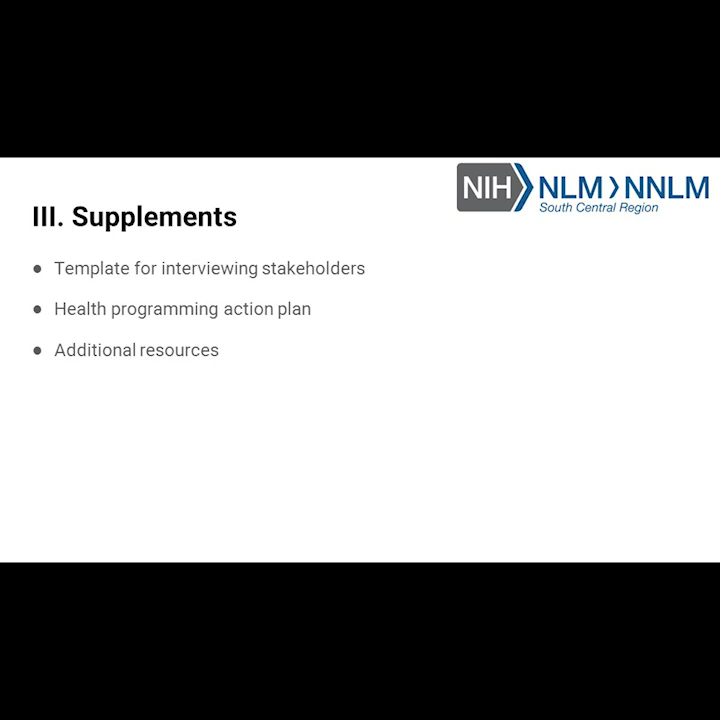 NIH NLM NNLM
South Central Region
III. Supplements
● Template for interviewing stakeholders
● Health programming action plan
● Additional resources